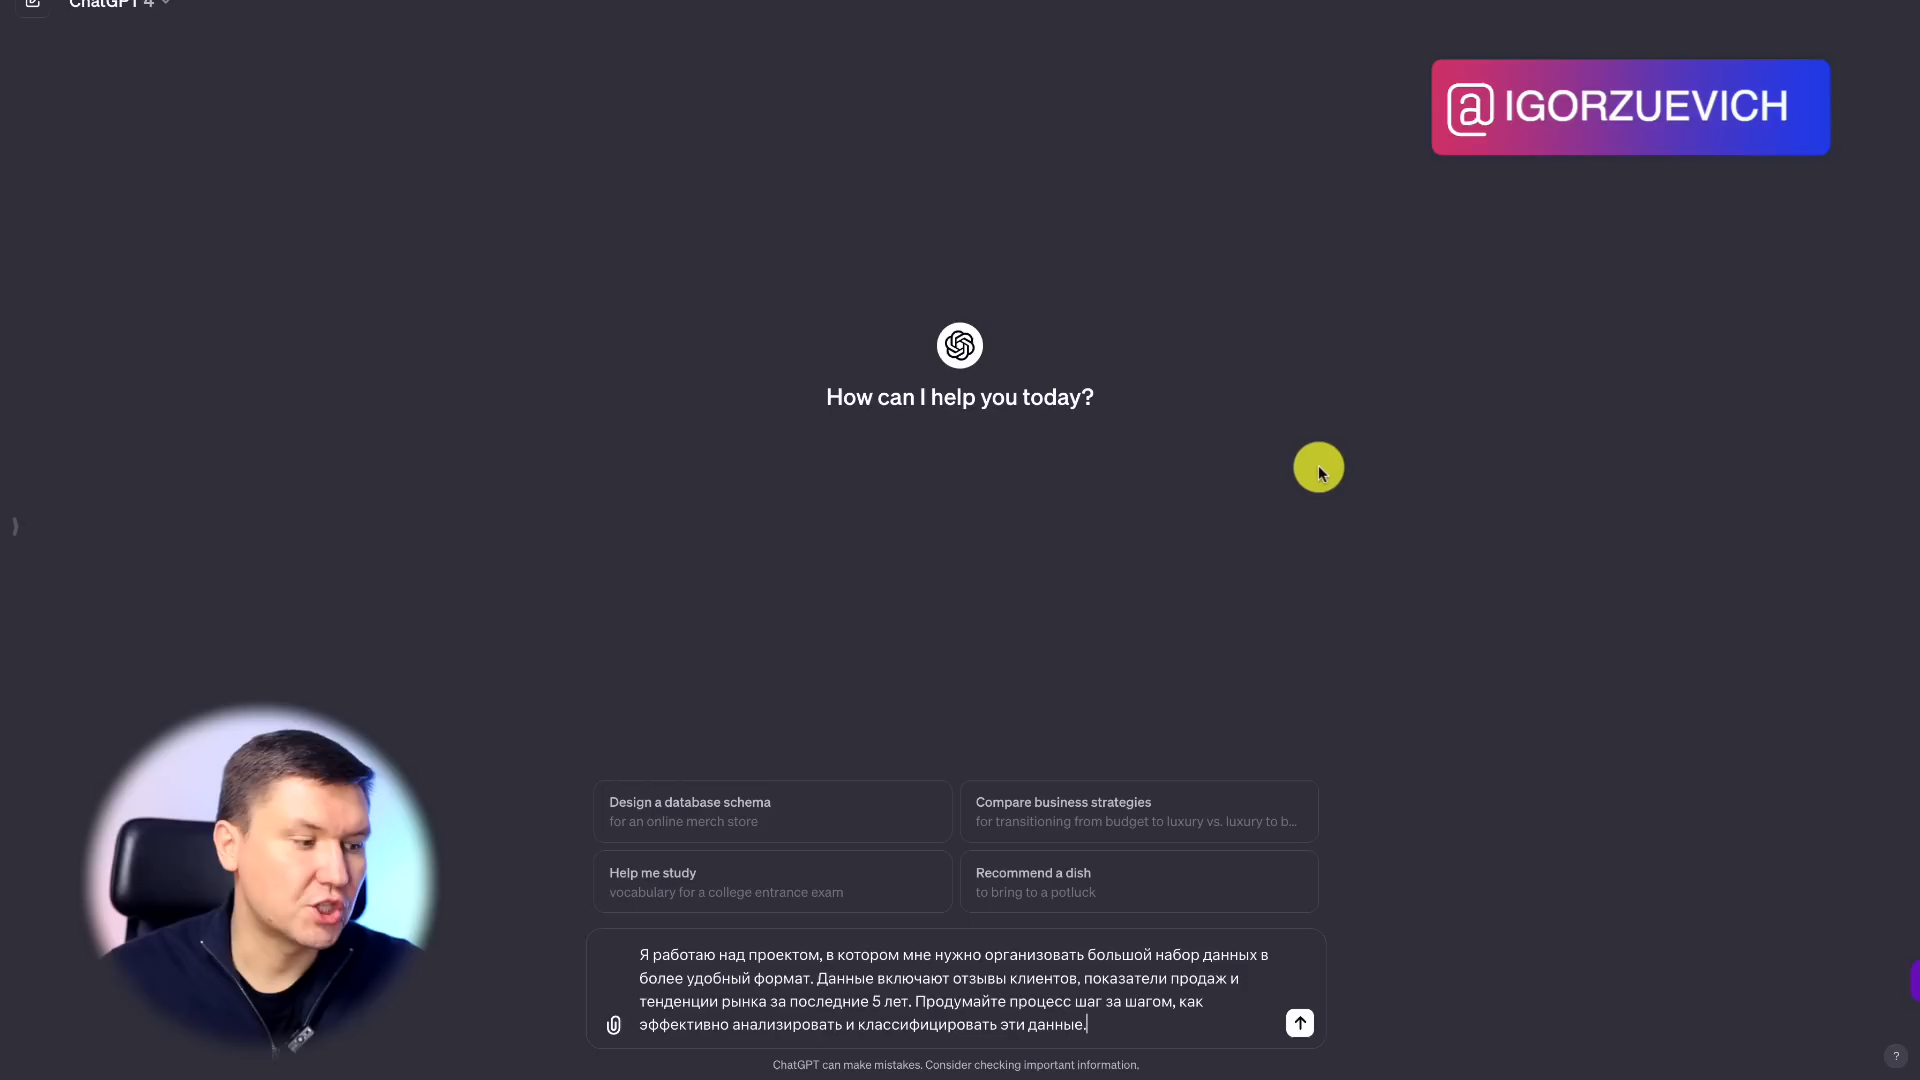 ChatGPT 4
@IGORZUEVICH
How can I help you today?
Design a database schema
for an online merch store
Compare business strategies
for transitioning from budget to luxury vs. luxury to b...
Help me study
vocabulary for a college entrance exam
Recommend a dish
to bring to a potluck
Я работаю над проектом, в котором мне нужно организовать большой набор данных в
более удобный формат. Данные включают отзывы клиентов, показатели продаж и
тенденции рынка за последние 5 лет. Продумайте процесс шаг за шагом, как
эффективно анализировать и классифицировать эти данные.
ChatGPT can make mistakes. Consider checking important information.
?